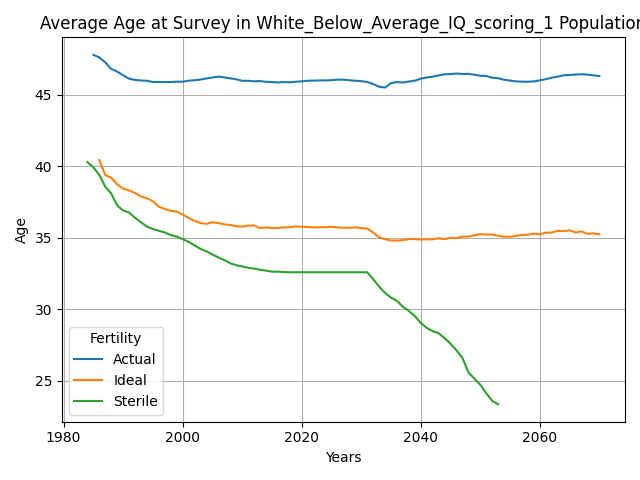 Average Age at Survey in White_Below_Average_IQ_scoring_1 Population
Age
45
40
35
30
25
Fertility
Actual
Ideal
Sterile
1980 2000 2020 2040 2060
Years